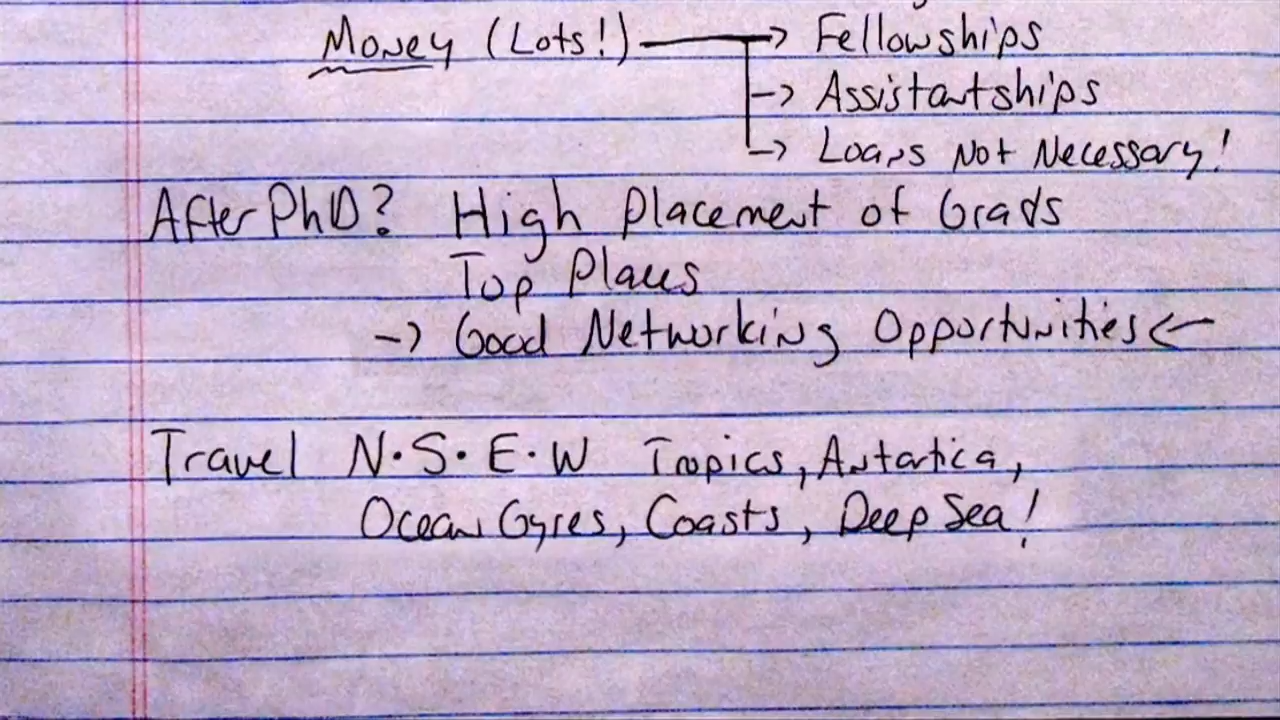 Money (Lots!) → Fellowships
→ Assistantships
→ Loans Not Necessary!
After PhD? High Placement of Grads
Top Places
→ Good Networking Opportunities ←
Travel N·S·E·W Tropics, Antartica,
Ocean Gyres, Coasts, Deep Sea!